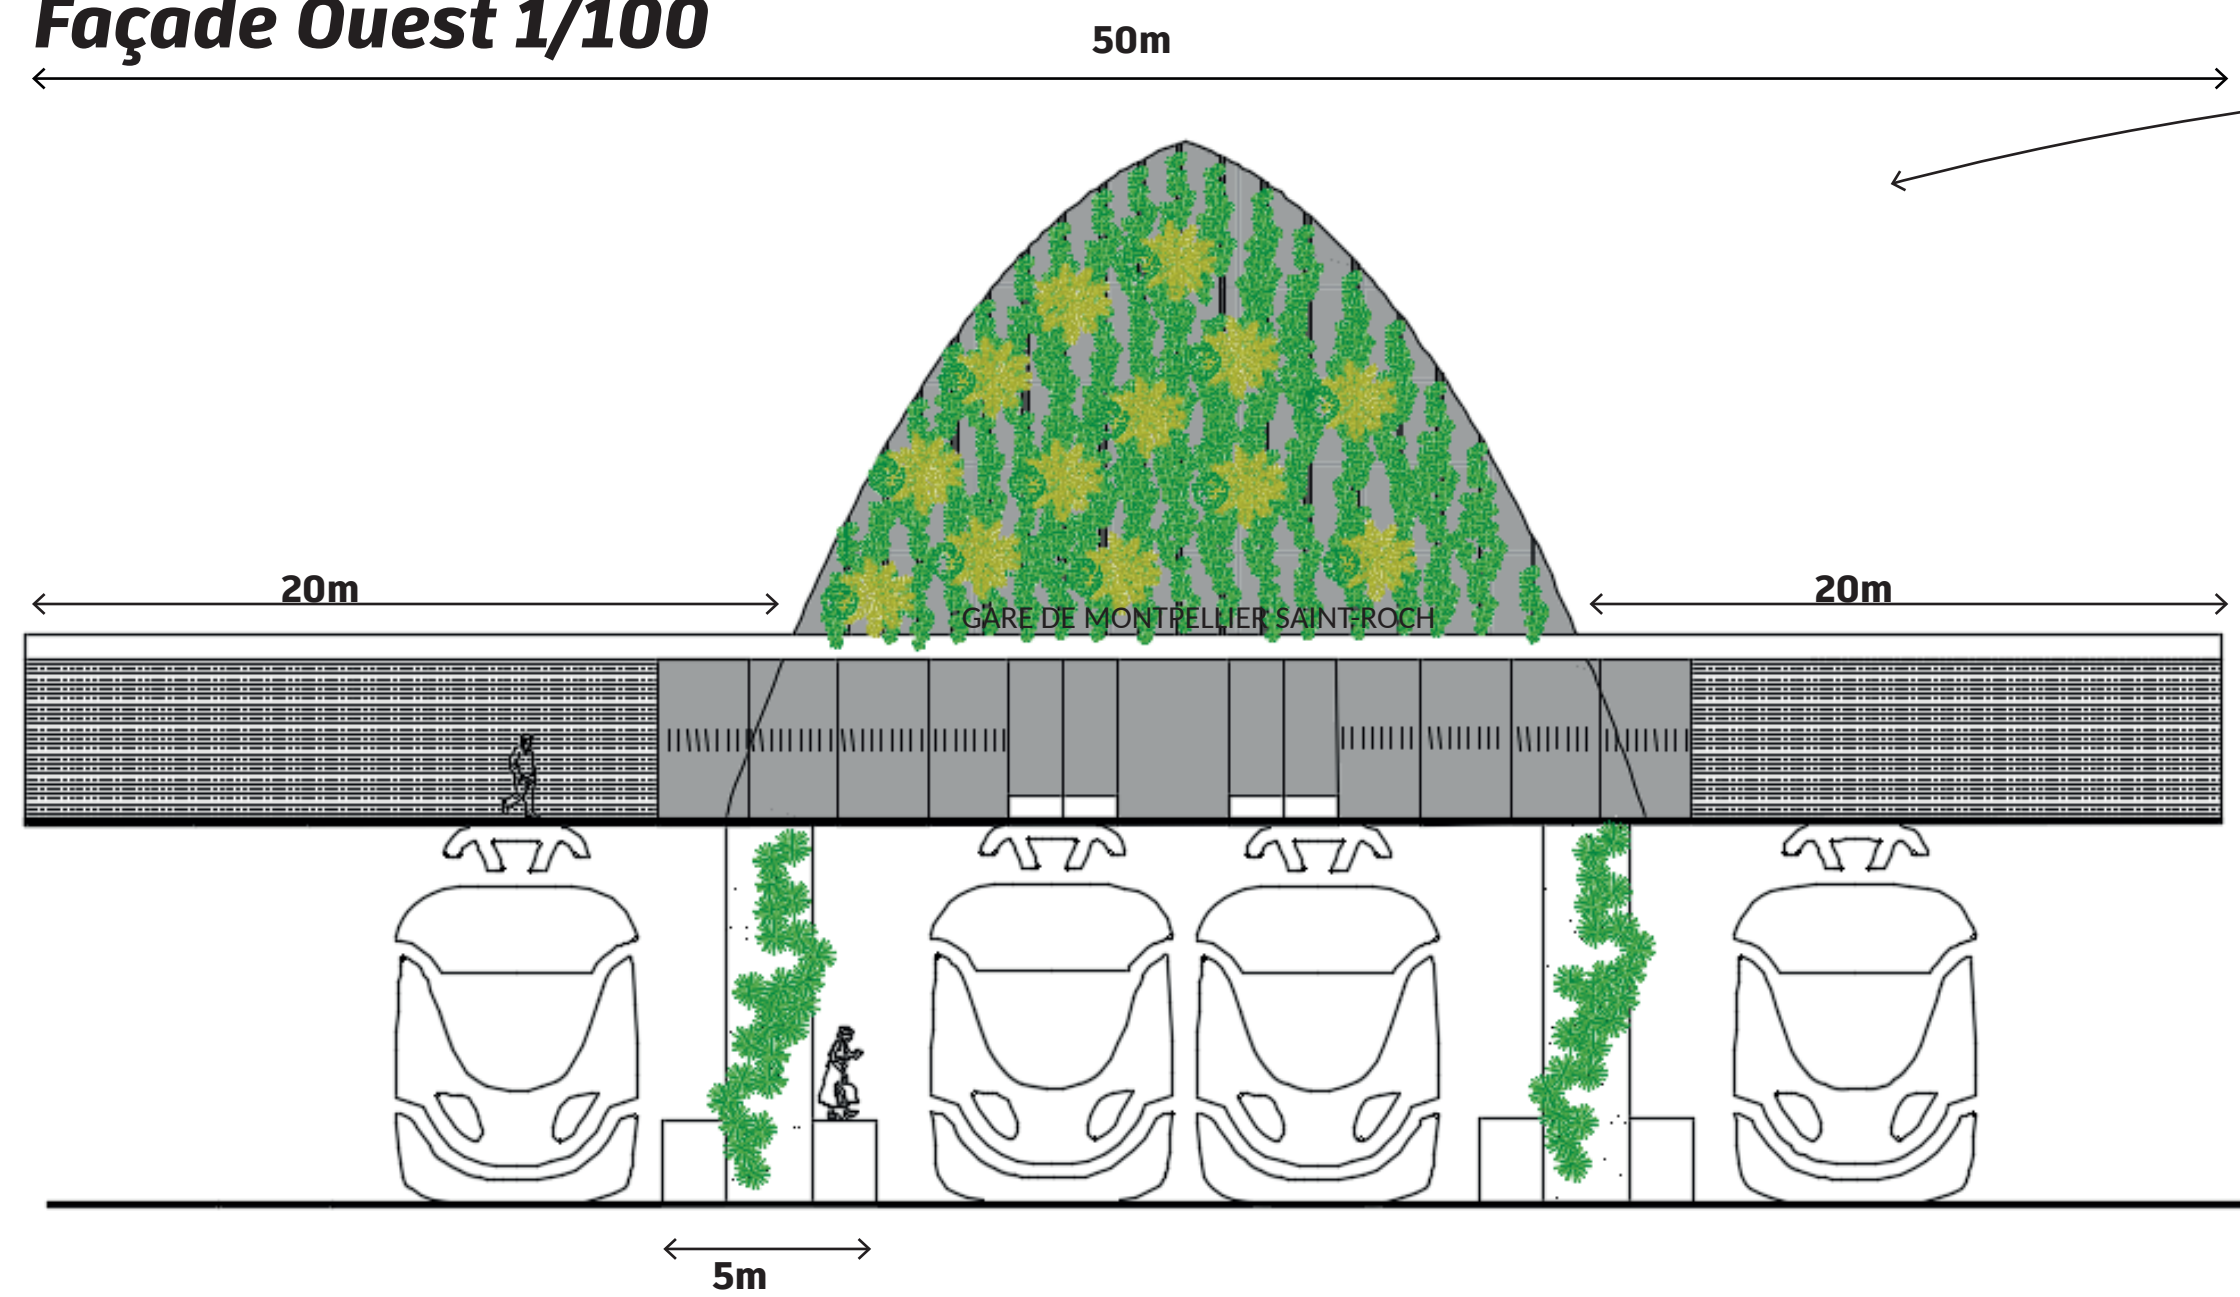 Façade Ouest 1/100
50m
20m
20m
GARE DE MONTPELLIER SAINT-ROCH
5m